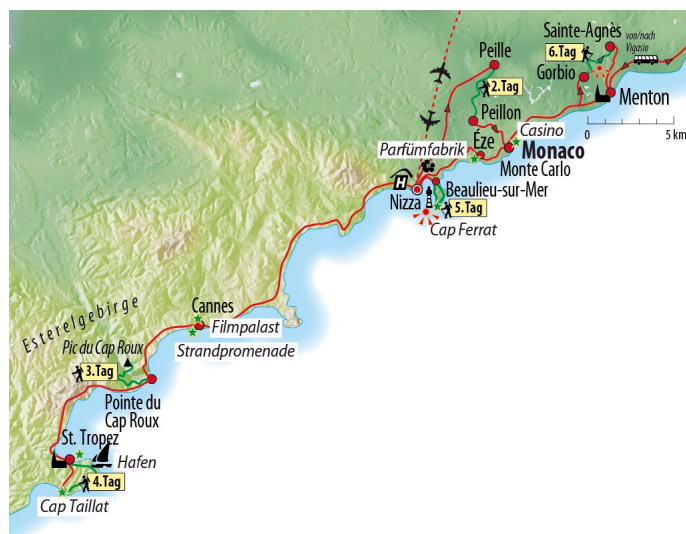 Sainte-Agnès
von/nach
Vigasio
6.Tag
Peille
Gorbio
2.Tag
Menton
Peillon
Casino
0 5 km
Parfümfabrik
Éze
Monaco
Monte Carlo
H
Nizza
Beaulieu-sur-Mer
5.Tag
Cap Ferrat
Esterelgebirge
Cannes
Filmpalast
Strandpromenade
Pic du Cap Roux
3.Tag
Pointe du
Cap Roux
St. Tropez
Hafen
4.Tag
Cap Taillat